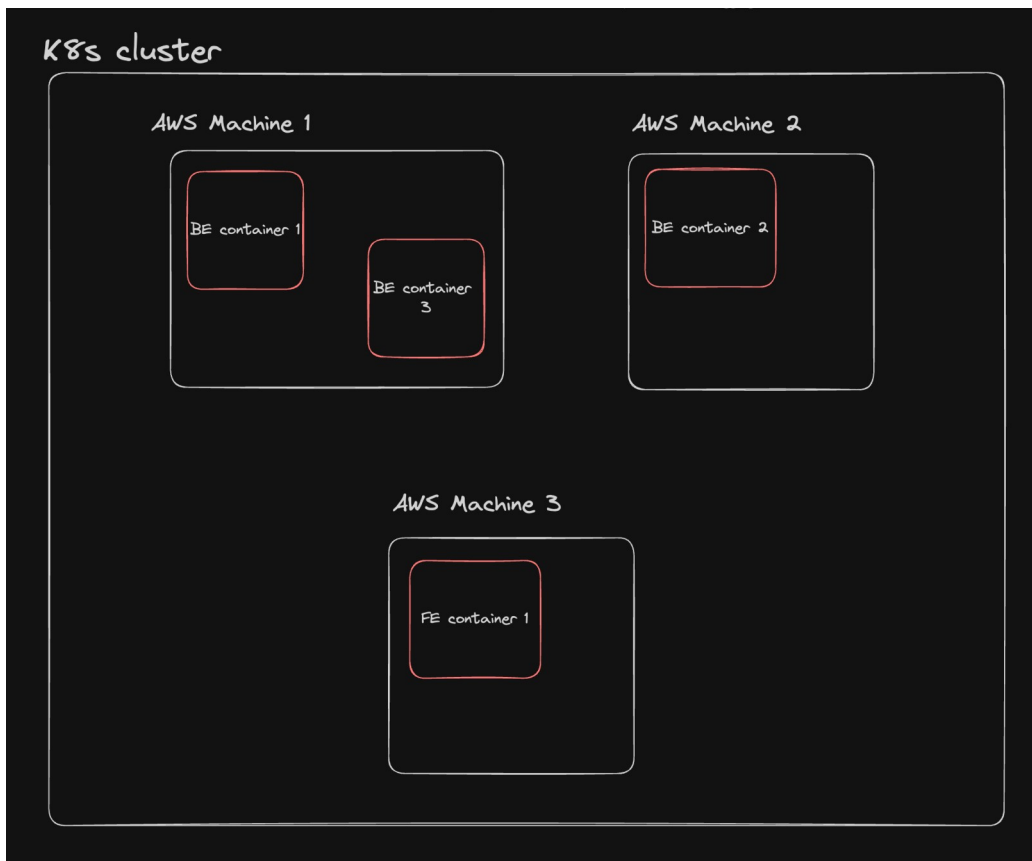 K8s cluster
AWS Machine 1
AWS Machine 2
BE container 1
BE container 2
BE container
3
AWS Machine 3
FE container 1